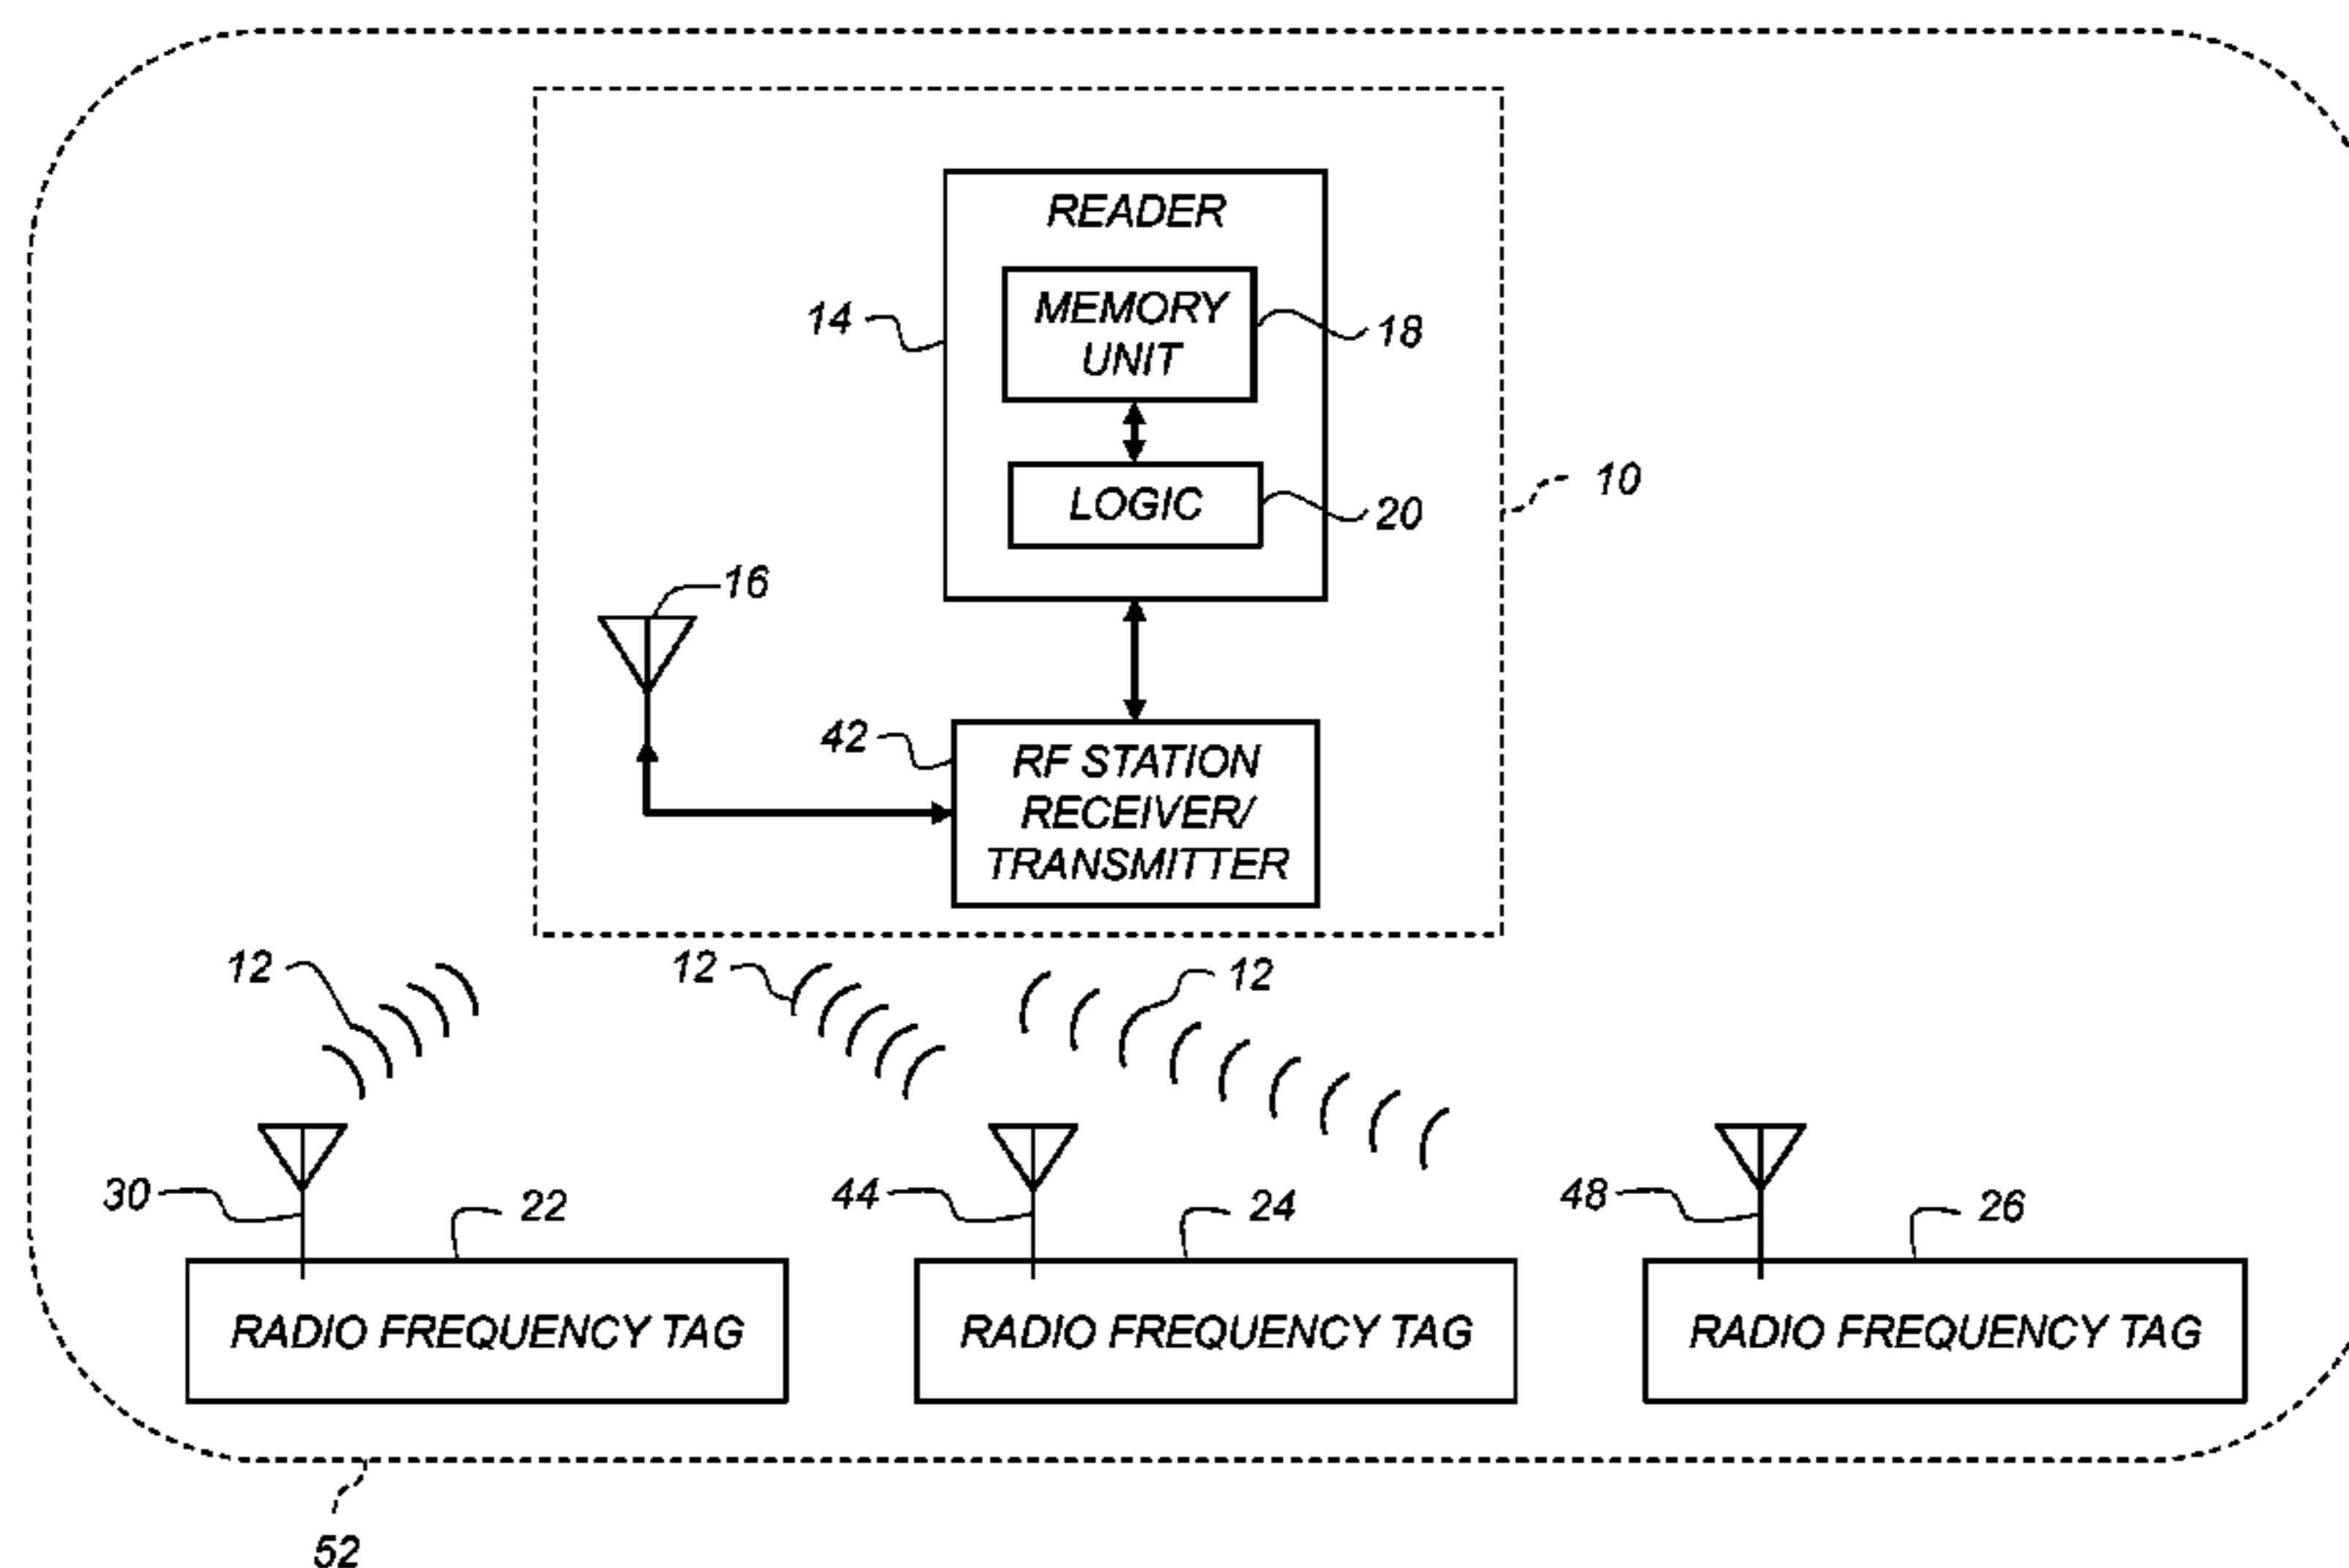 READER
MEMORY
UNIT
14
18
LOGIC
10
20
16
42
RF STATION
RECEIVER/
TRANSMITTER
12
12
12
30
22
44
24
48
26
RADIO FREQUENCY TAG
RADIO FREQUENCY TAG
RADIO FREQUENCY TAG
52